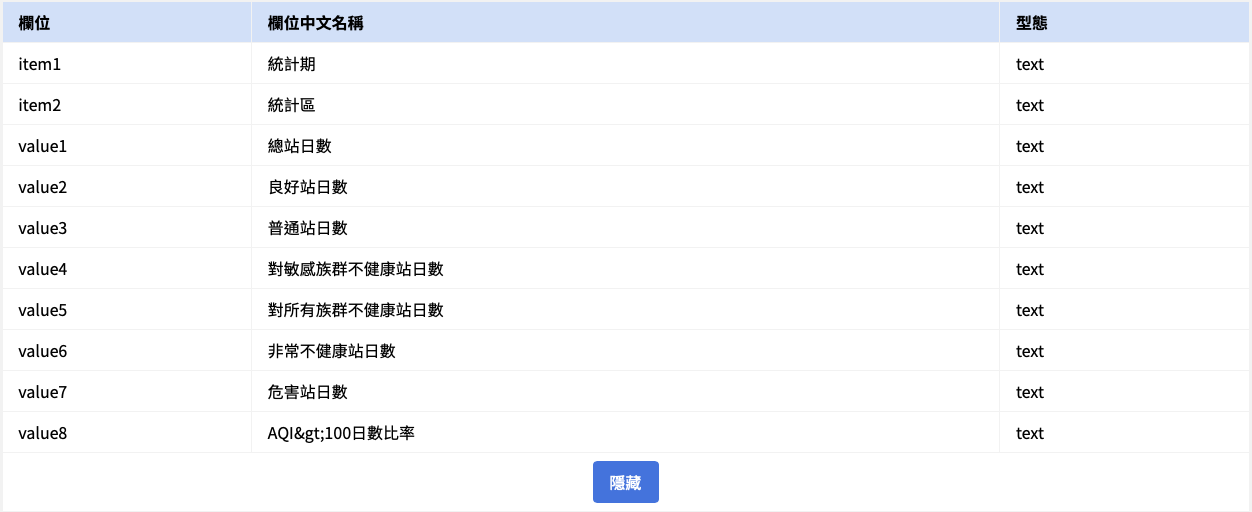 欄位 欄位中文名稱 型態
item1 統計期 text
item2 統計區 text
value1 總站日數 text
value2 良好站日數 text
value3 普通站日數 text
value4 對敏感族群不健康站日數 text
value5 對所有族群不健康站日數 text
value6 非常不健康站日數 text
value7 危害站日數 text
value8 AQI&gt;100日數比率 text
隱藏